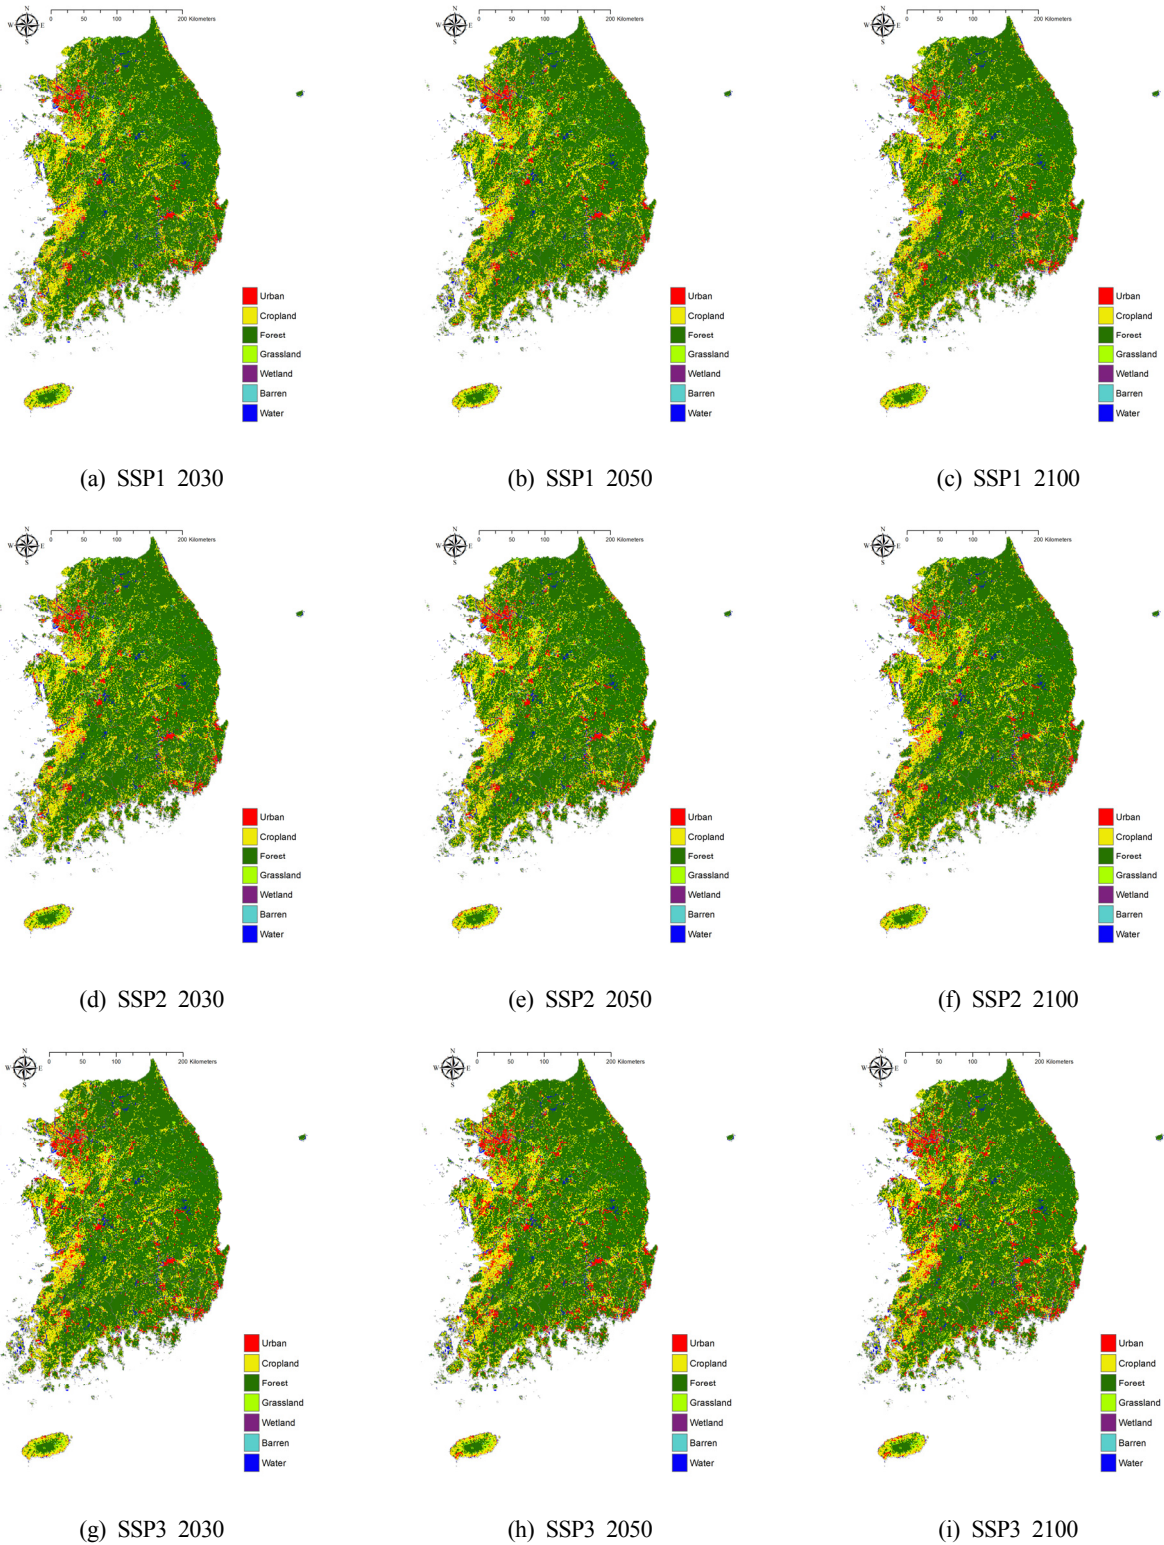 N
W E
S
0 50 100 200 Kilometers
Urban
Cropland
Forest
Grassland
Wetland
Barren
Water
(a) SSP1 2030
N
W E
S
0 50 100 200 Kilometers
Urban
Cropland
Forest
Grassland
Wetland
Barren
Water
(b) SSP1 2050
N
W E
S
0 50 100 200 Kilometers
Urban
Cropland
Forest
Grassland
Wetland
Barren
Water
(c) SSP1 2100
N
W E
S
0 50 100 200 Kilometers
Urban
Cropland
Forest
Grassland
Wetland
Barren
Water
(d) SSP2 2030
N
W E
S
0 50 100 200 Kilometers
Urban
Cropland
Forest
Grassland
Wetland
Barren
Water
(e) SSP2 2050
N
W E
S
0 50 100 200 Kilometers
Urban
Cropland
Forest
Grassland
Wetland
Barren
Water
(f) SSP2 2100
N
W E
S
0 50 100 200 Kilometers
Urban
Cropland
Forest
Grassland
Wetland
Barren
Water
(g) SSP3 2030
N
W E
S
0 50 100 200 Kilometers
Urban
Cropland
Forest
Grassland
Wetland
Barren
Water
(h) SSP3 2050
N
W E
S
0 50 100 200 Kilometers
Urban
Cropland
Forest
Grassland
Wetland
Barren
Water
(i) SSP3 2100